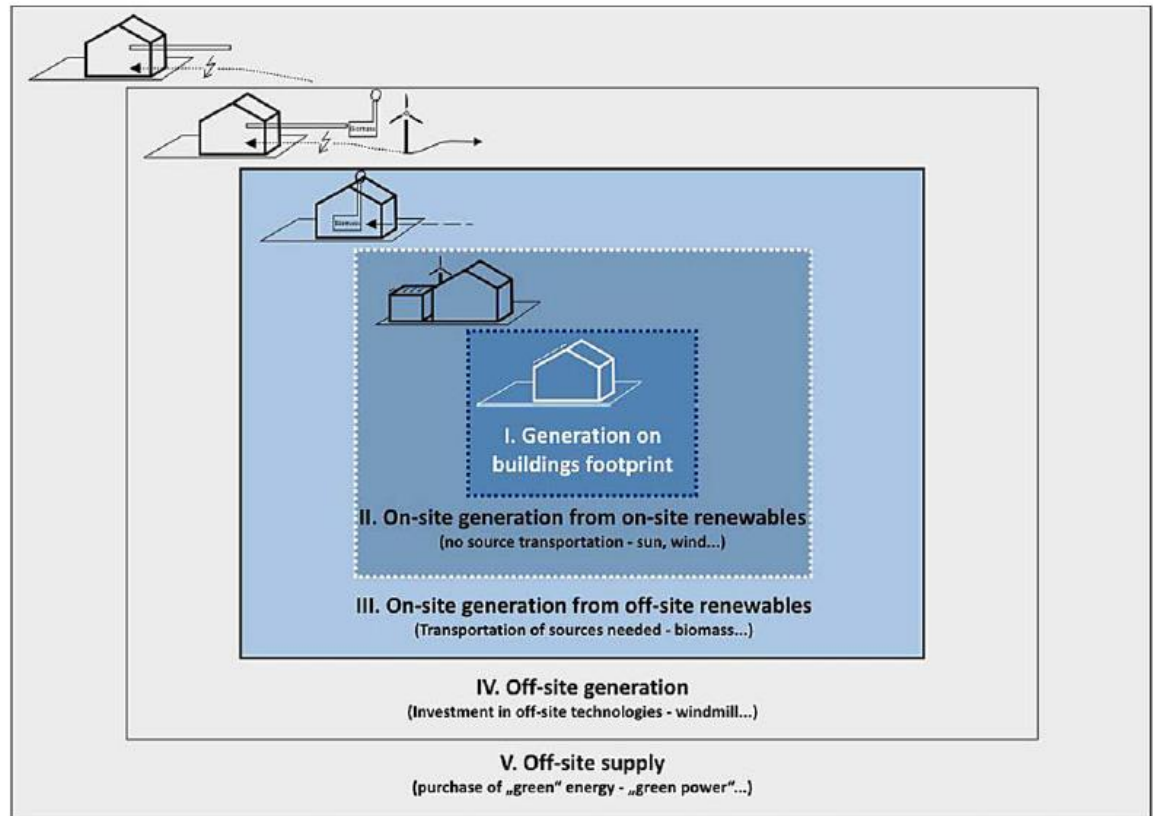 Biomass
Biomass
I. Generation on
buildings footprint
II. On-site generation from on-site renewables
(no source transportation - sun, wind...)
III. On-site generation from off-site renewables
(Transportation of sources needed - biomass...)
IV. Off-site generation
(Investment in off-site technologies - windmill...)
V. Off-site supply
(purchase of „green“ energy - „green power“...)